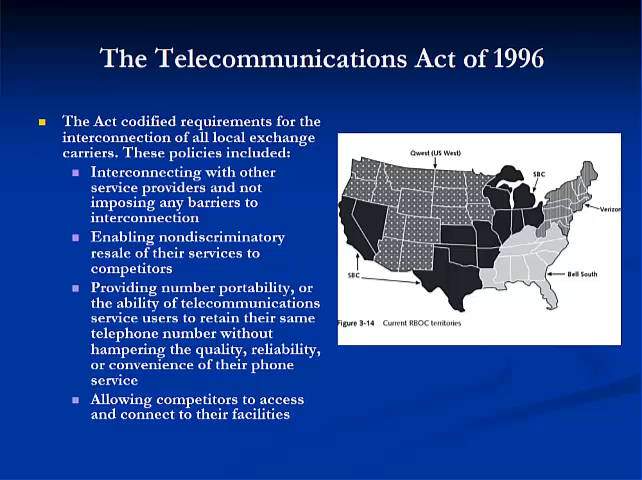 The Telecommunications Act of 1996
The Act codified requirements for the
interconnection of all local exchange
carriers. These policies included:
Interconnecting with other
service providers and not
imposing any barriers to
interconnection
Enabling nondiscriminatory
resale of their services to
competitors
Providing number portability, or
the ability of telecommunications
service users to retain their same
telephone number without
hampering the quality, reliability,
or convenience of their phone
service
Allowing competitors to access
and connect to their facilities
Qwest (US West)
SBC
Verizon
Bell South
SBC
Figure 3-14 Current RBOC territories